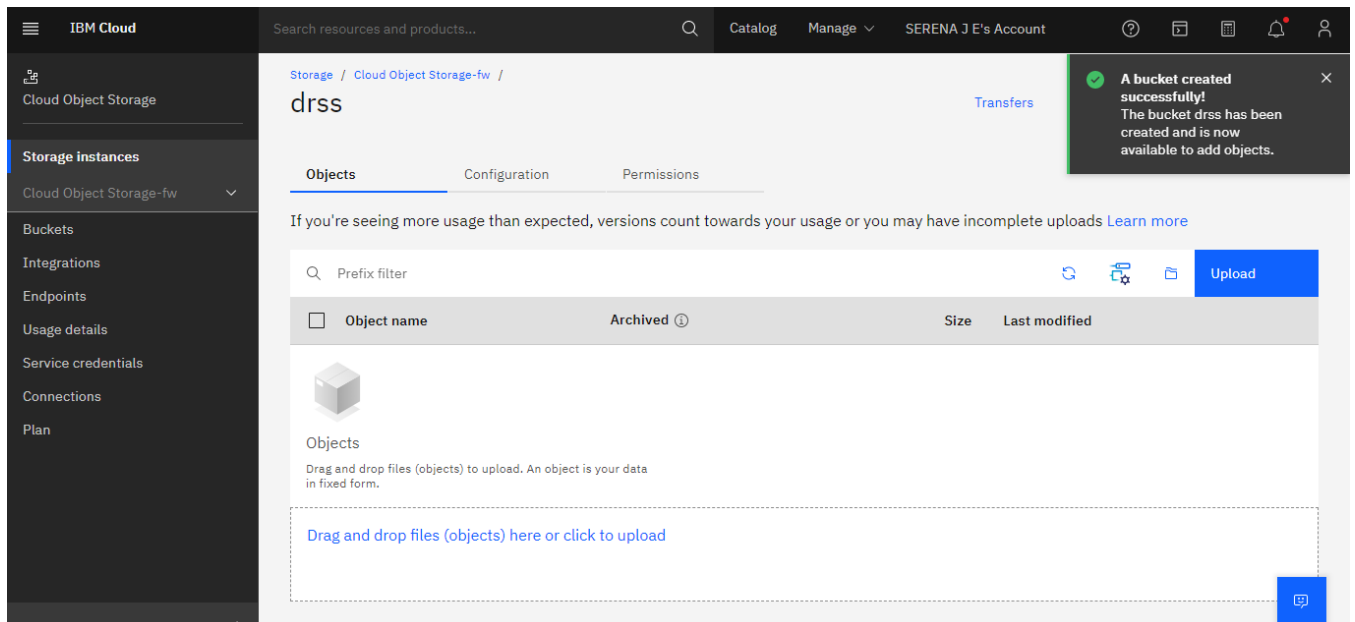 IBM Cloud
Search resources and products...
Catalog
Manage
SERENA J E's Account
Cloud Object Storage
Storage instances
Cloud Object Storage-fw
Buckets
Integrations
Endpoints
Usage details
Service credentials
Connections
Plan
Storage / Cloud Object Storage-fw /
drss
Transfers
A bucket created
successfully!
The bucket drss has been
created and is now
available to add objects.
Objects
Configuration
Permissions
If you're seeing more usage than expected, versions count towards your usage or you may have incomplete uploads Learn more
Prefix filter
Upload
Object name
Archived
Size
Last modified
Objects
Drag and drop files (objects) to upload. An object is your data
in fixed form.
Drag and drop files (objects) here or click to upload